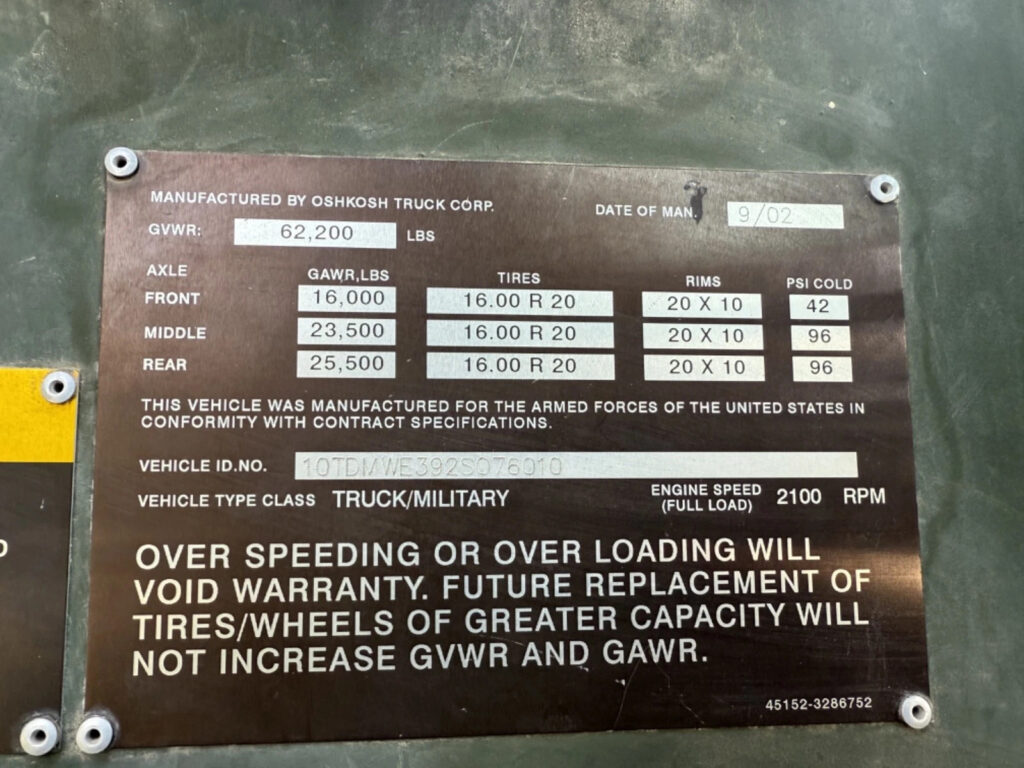 MANUFACTURED BY OSHKOSH TRUCK CORP.
DATE OF MAN. 9/02
GVWR: 62,200 LBS
AXLE GAWR,LBS TIRES RIMS PSI COLD
FRONT 16,000 16.00 R 20 20 X 10 42
MIDDLE 23,500 16.00 R 20 20 X 10 96
REAR 25,500 16.00 R 20 20 X 10 96
THIS VEHICLE WAS MANUFACTURED FOR THE ARMED FORCES OF THE UNITED STATES IN
CONFORMITY WITH CONTRACT SPECIFICATIONS.
VEHICLE ID.NO. 10TDMWE392S076010
VEHICLE TYPE CLASS TRUCK/MILITARY
ENGINE SPEED
(FULL LOAD) 2100 RPM
OVER SPEEDING OR OVER LOADING WILL
VOID WARRANTY. FUTURE REPLACEMENT OF
TIRES/WHEELS OF GREATER CAPACITY WILL
NOT INCREASE GVWR AND GAWR.
45152-3286752